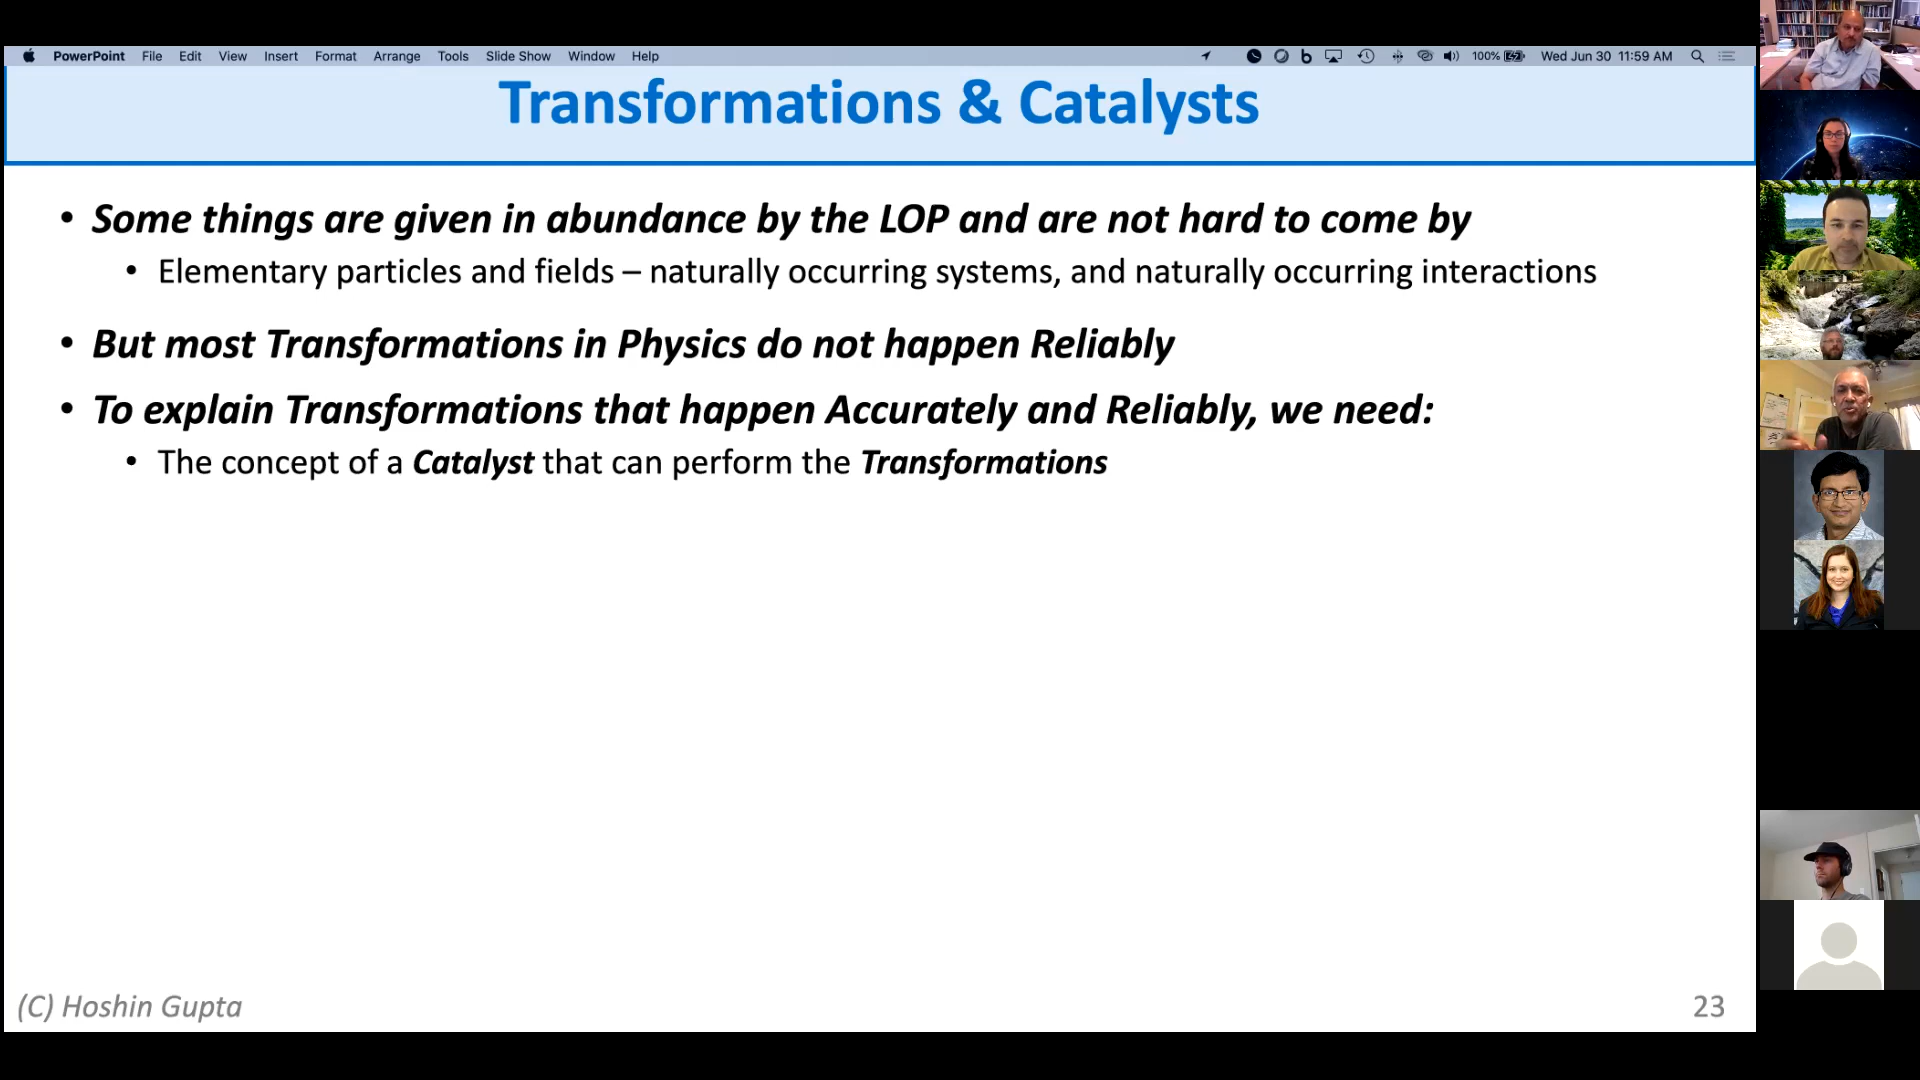 PowerPoint File Edit View Insert Format Arrange Tools Slide Show Window Help 100% Wed Jun 30 11:59 AM
Transformations & Catalysts
• Some things are given in abundance by the LOP and are not hard to come by
• Elementary particles and fields – naturally occurring systems, and naturally occurring interactions
• But most Transformations in Physics do not happen Reliably
• To explain Transformations that happen Accurately and Reliably, we need:
• The concept of a Catalyst that can perform the Transformations
(C) Hoshin Gupta
23